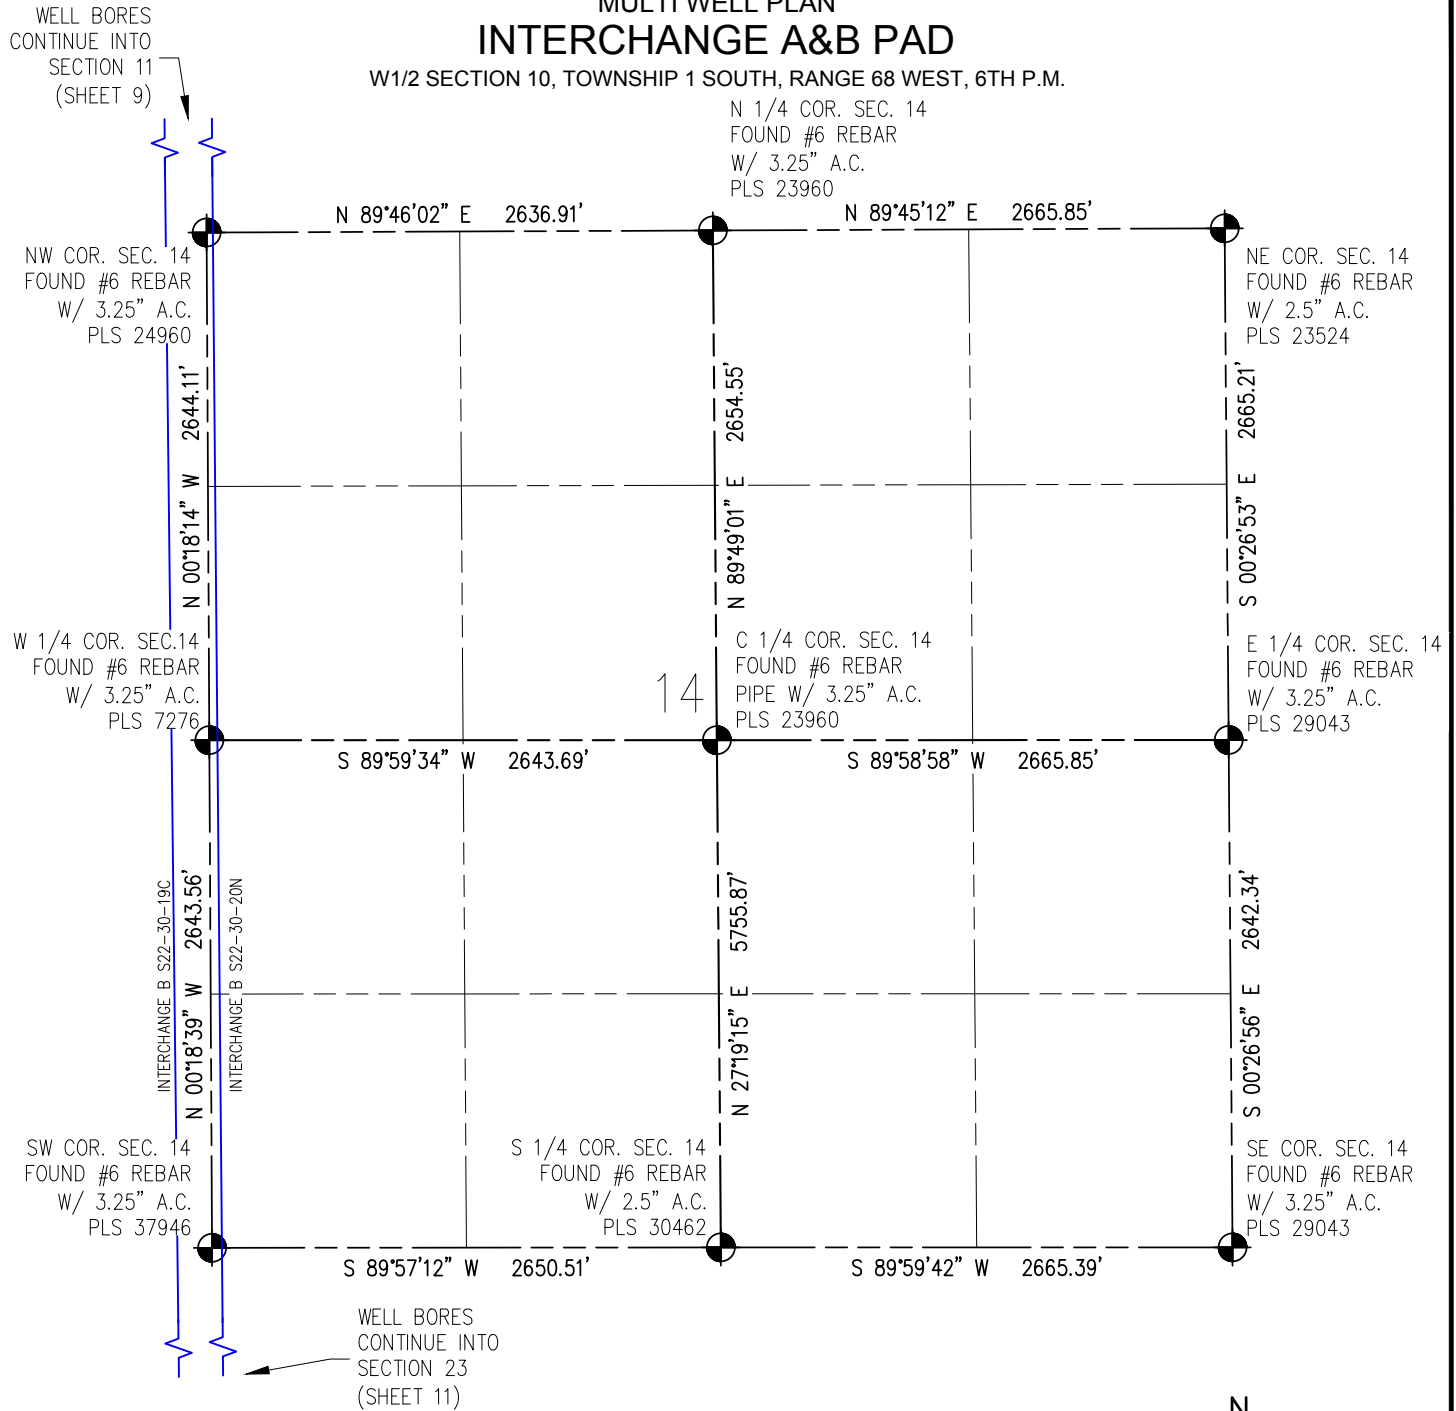 MULTI WELL PLAN
INTERCHANGE A&B PAD
W1/2 SECTION 10, TOWNSHIP 1 SOUTH, RANGE 68 WEST, 6TH P.M.
WELL BORES
CONTINUE INTO
SECTION 11
(SHEET 9)
N 1/4 COR. SEC. 14
FOUND #6 REBAR
W/ 3.25" A.C.
PLS 23960
N 89°46'02" E 2636.91'
N 89°45'12" E 2665.85'
NW COR. SEC. 14
FOUND #6 REBAR
W/ 3.25" A.C.
PLS 24960
NE COR. SEC. 14
FOUND #6 REBAR
W/ 2.5" A.C.
PLS 23524
N 00°18'14" W 2644.11'
N 89°49'01" E 2654.55'
S 00°26'53" E 2665.21'
W 1/4 COR. SEC.14
FOUND #6 REBAR
W/ 3.25" A.C.
PLS 7276
14
C 1/4 COR. SEC. 14
FOUND #6 REBAR
PIPE W/ 3.25" A.C.
PLS 23960
E 1/4 COR. SEC. 14
FOUND #6 REBAR
W/ 3.25" A.C.
PLS 29043
S 89°59'34" W 2643.69'
S 89°58'58" W 2665.85'
INTERCHANGE B S22-30-19C
N 00°18'39" W 2643.56'
INTERCHANGE B S22-30-20N
N 27°19'15" E 5755.87'
S 00°26'56" E 2642.34'
SW COR. SEC. 14
FOUND #6 REBAR
W/ 3.25" A.C.
PLS 37946
S 1/4 COR. SEC. 14
FOUND #6 REBAR
W/ 2.5" A.C.
PLS 30462
SE COR. SEC. 14
FOUND #6 REBAR
W/ 3.25" A.C.
PLS 29043
S 89°57'12" W 2650.51'
S 89°59'42" W 2665.39'
WELL BORES
CONTINUE INTO
SECTION 23
(SHEET 11)
N